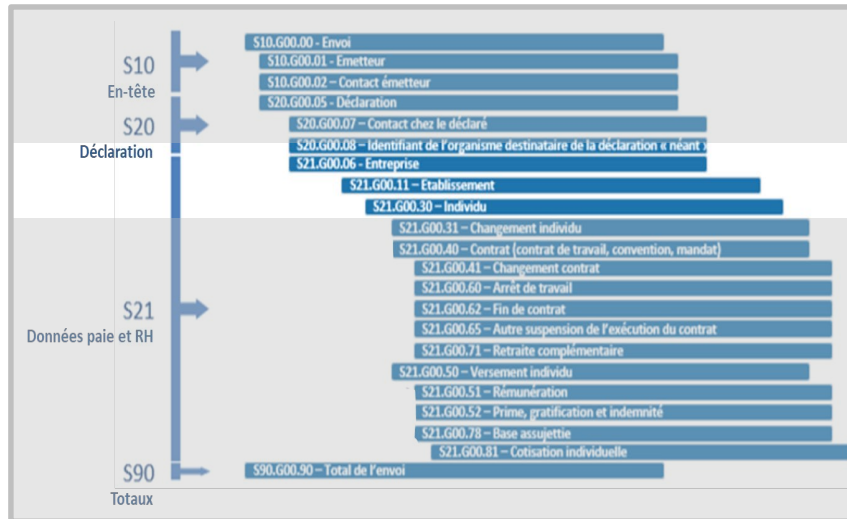 S10
En-tête
S20
Déclaration
S21
Données paie et RH
S90
Totaux
S10.G00.00 - Envoi
S10.G00.01 - Emetteur
S10.G00.02 – Contact émetteur
S20.G00.05 - Déclaration
S20.G00.07 – Contact chez le déclaré
S20.G00.08 – Identifiant de l'organisme destinataire de la déclaration « néant »
S21.G00.06 - Entreprise
S21.G00.11 – Etablissement
S21.G00.30 – Individu
S21.G00.31 – Changement individu
S21.G00.40 – Contrat (contrat de travail, convention, mandat)
S21.G00.41 – Changement contrat
S21.G00.60 – Arrêt de travail
S21.G00.62 – Fin de contrat
S21.G00.65 – Autre suspension de l'exécution du contrat
S21.G00.71 – Retraite complémentaire
S21.G00.50 – Versement individu
S21.G00.51 – Rémunération
S21.G00.52 – Prime, gratification et indemnité
S21.G00.78 – Base assujettie
S21.G00.81 – Cotisation individuelle
S90.G00.90 – Total de l'envoi